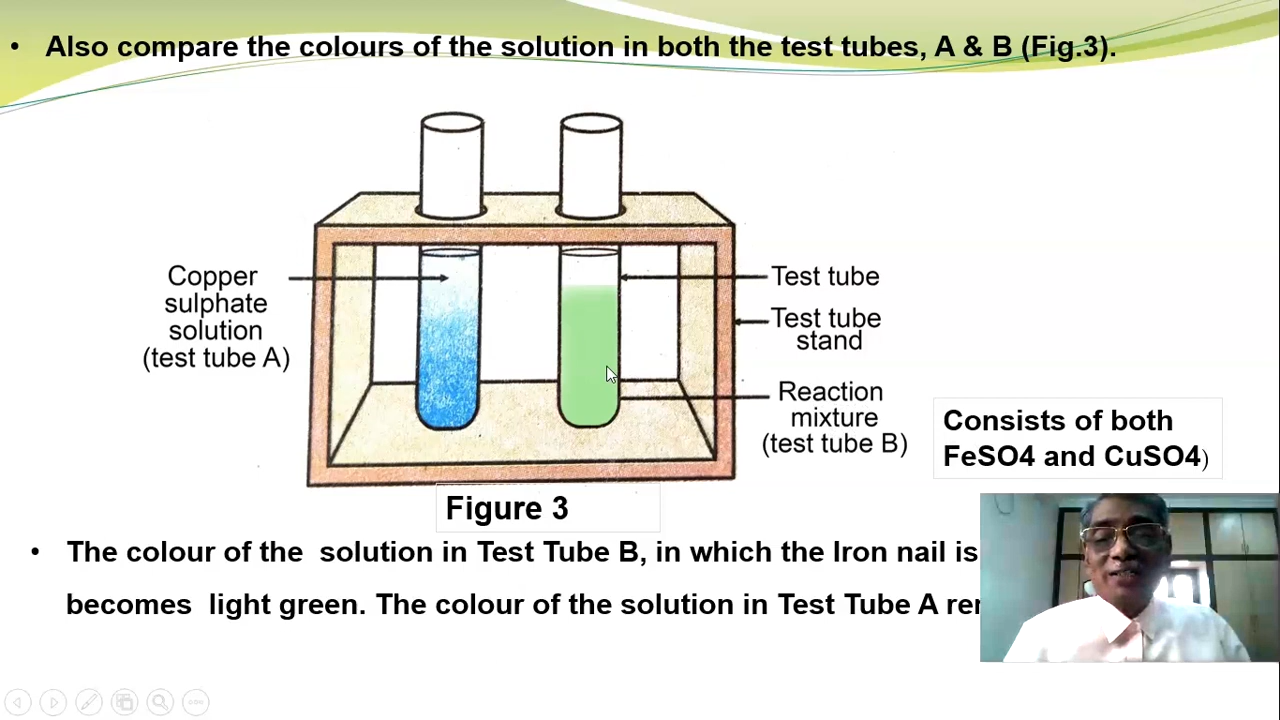 • Also compare the colours of the solution in both the test tubes, A & B (Fig.3).
Copper
sulphate
solution
(test tube A)
Test tube
Test tube
stand
Reaction
mixture
(test tube B)
Consists of both
FeSO4 and CuSO4)
Figure 3
• The colour of the solution in Test Tube B, in which the Iron nail is
becomes light green. The colour of the solution in Test Tube A